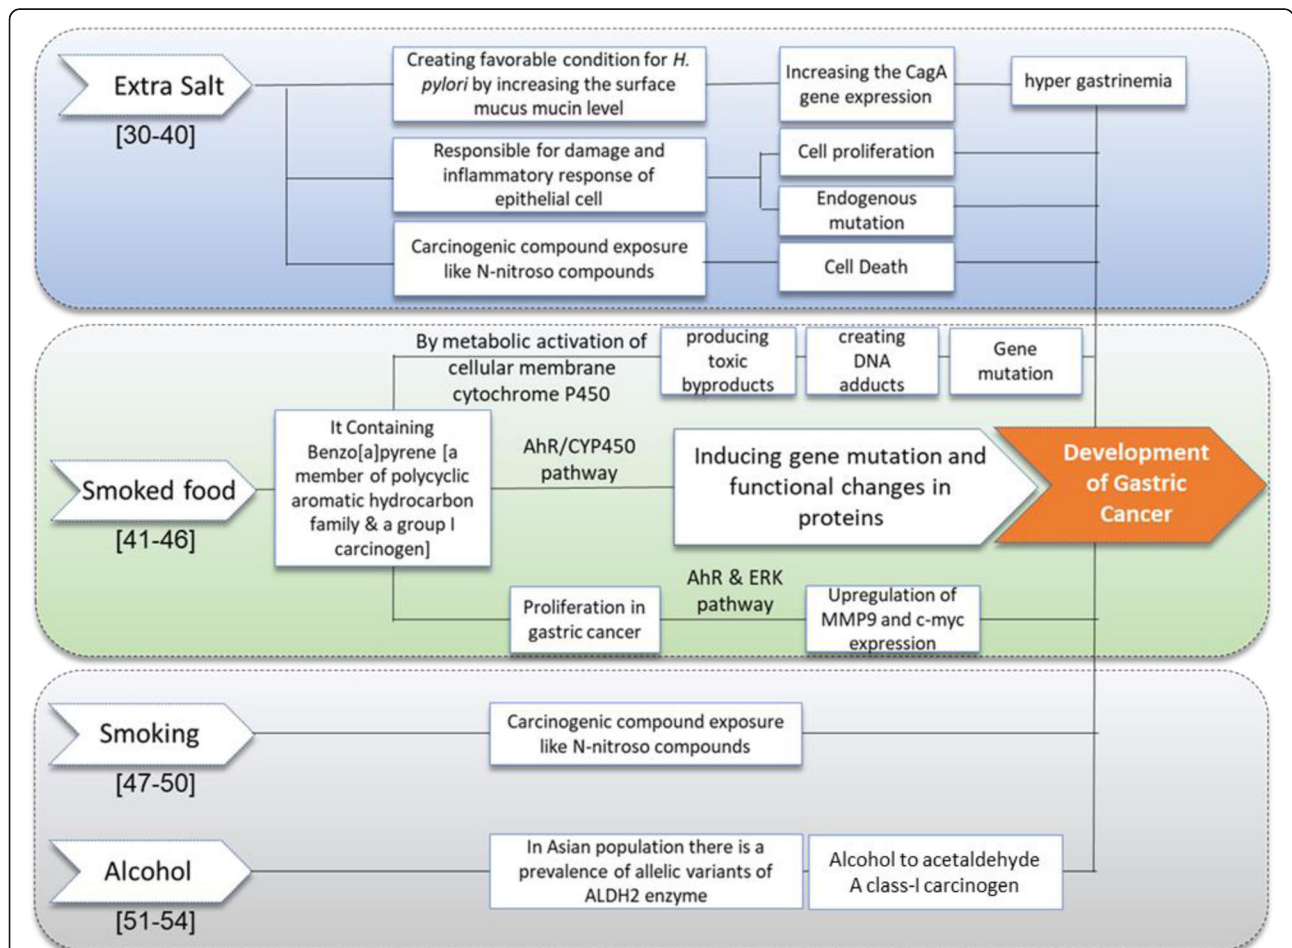 Extra Salt
[30-40]
Creating favorable condition for H.
pylori by increasing the surface
mucus mucin level
Increasing the CagA
gene expression
hyper gastrinemia
Responsible for damage and
inflammatory response of
epithelial cell
Cell proliferation
Endogenous
mutation
Carcinogenic compound exposure
like N-nitroso compounds
Cell Death
By metabolic activation of
cellular membrane
cytochrome P450
producing
toxic
byproducts
creating
DNA
adducts
Gene
mutation
Smoked food
[41-46]
It Containing
Benzo[a]pyrene [a
member of polycyclic
aromatic hydrocarbon
family & a group I
carcinogen]
AhR/CYP450
pathway
Inducing gene mutation and
functional changes in
proteins
Development
of Gastric
Cancer
Proliferation in
gastric cancer
AhR & ERK
pathway
Upregulation of
MMP9 and c-myc
expression
Smoking
[47-50]
Carcinogenic compound exposure
like N-nitroso compounds
Alcohol
[51-54]
In Asian population there is a
prevalence of allelic variants of
ALDH2 enzyme
Alcohol to acetaldehyde
A class-I carcinogen